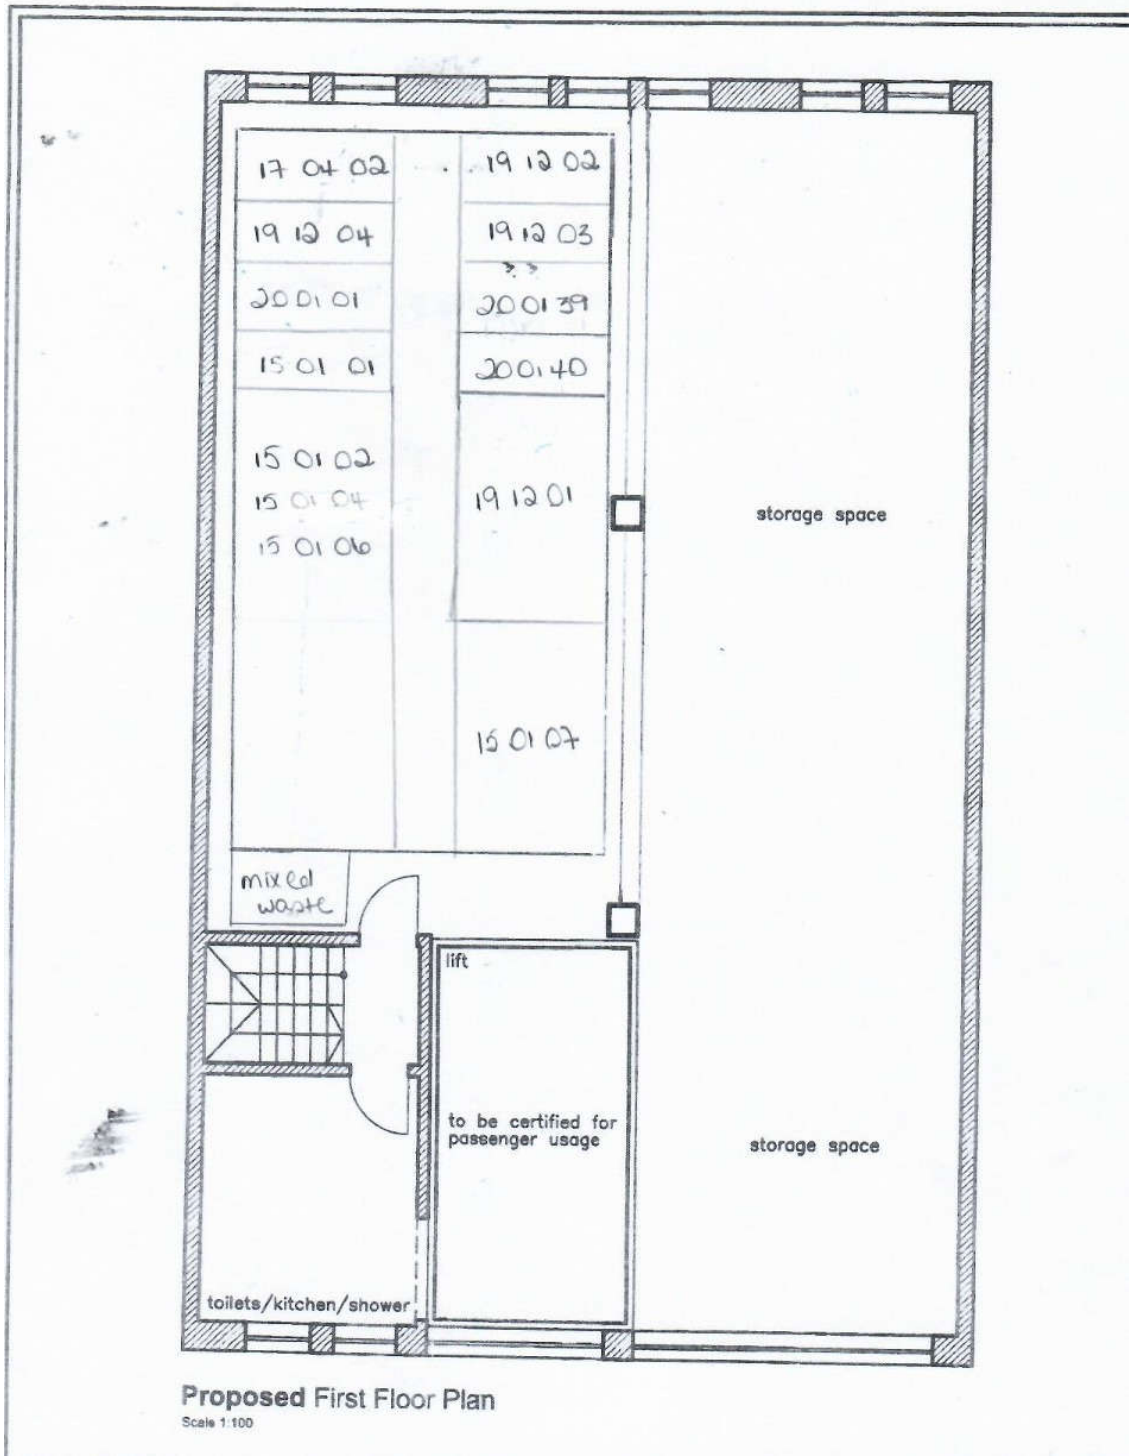 17 04 02
19 12 04
20 01 01
15 01 01
15 01 02
15 01 04
15 01 06
mixed
waste
19 12 02
19 12 03
20 01 39
20 01 40
19 12 01
15 01 07
storage space
lift
to be certified for
passenger usage
storage space
toilets/kitchen/shower
Proposed First Floor Plan
Scale 1:100